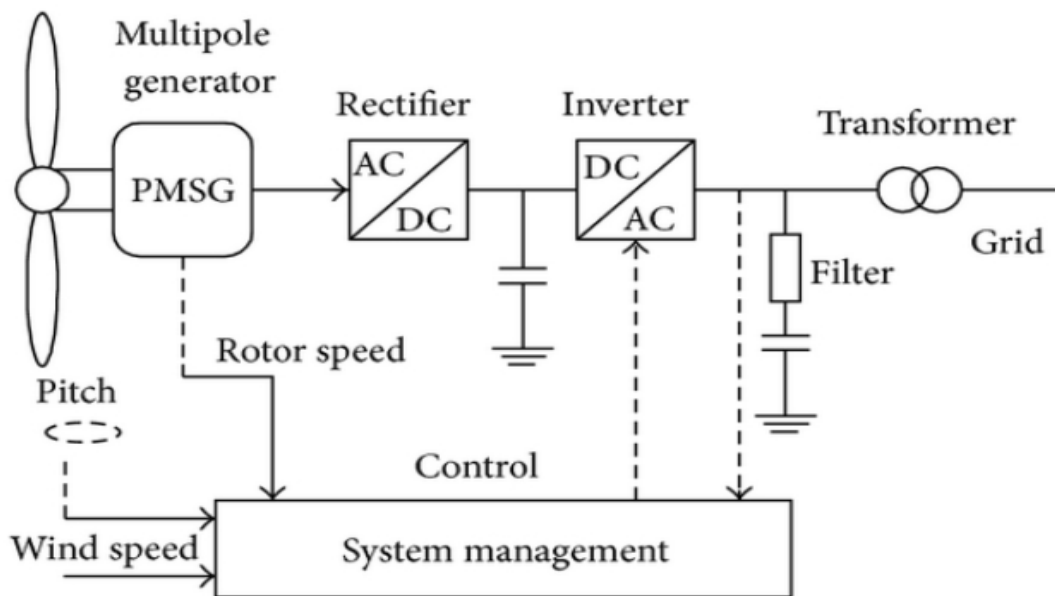 Multipole
generator
Rectifier
Inverter
Transformer
PMSG
AC
DC
DC
AC
Grid
Filter
Rotor speed
Pitch
Control
Wind speed
System management